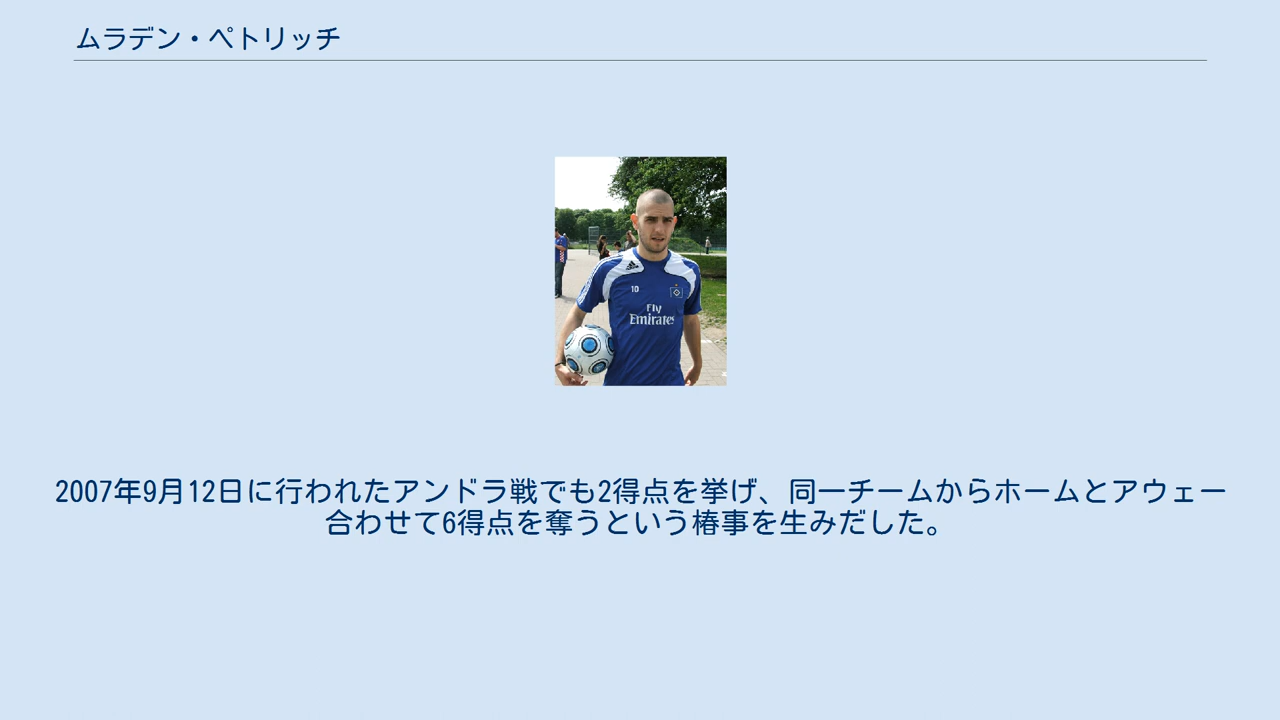 ムラデン・ペトリッチ
10
Fly
Emirates
2007年9月12日に行われたアンドラ戦でも2得点を挙げ、同一チームからホームとアウェー
合わせて6得点を奪うという椿事を生みだした。